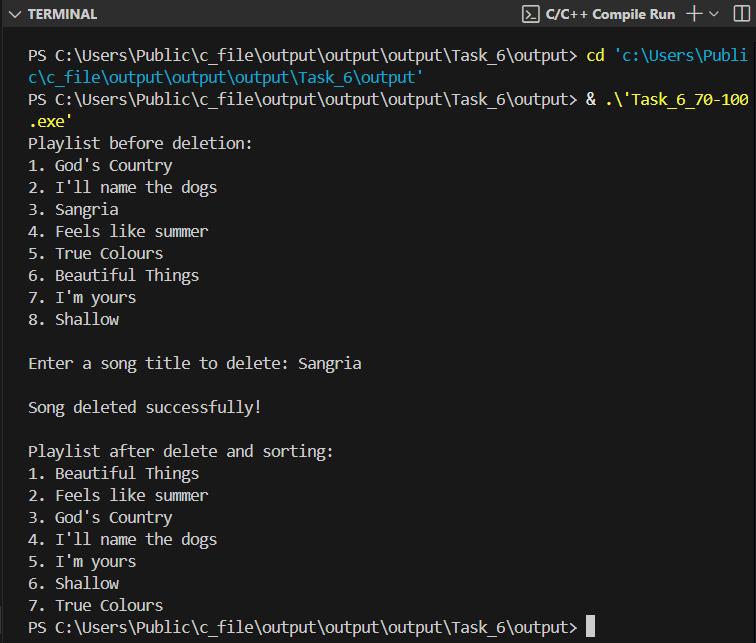 TERMINAL
C/C++ Compile Run
PS C:\Users\Public\c_file\output\output\output\Task_6\output> cd 'c:\Users\Publi
c\c_file\output\output\output\Task_6\output'
PS C:\Users\Public\c_file\output\output\output\Task_6\output> & .\'Task_6_70-100
.exe'
Playlist before deletion:
1. God's Country
2. I'll name the dogs
3. Sangria
4. Feels like summer
5. True Colours
6. Beautiful Things
7. I'm yours
8. Shallow

Enter a song title to delete: Sangria

Song deleted successfully!

Playlist after delete and sorting:
1. Beautiful Things
2. Feels like summer
3. God's Country
4. I'll name the dogs
5. I'm yours
6. Shallow
7. True Colours
PS C:\Users\Public\c_file\output\output\output\Task_6\output>